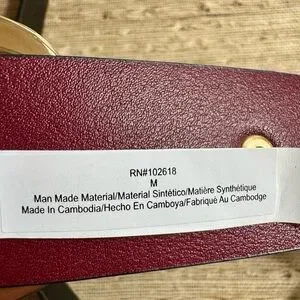 RN#102618
M
Man Made Material/Material Sintético/Matière Synthétique
Made In Cambodia/Hecho En Camboya/Fabriqué Au Cambodge